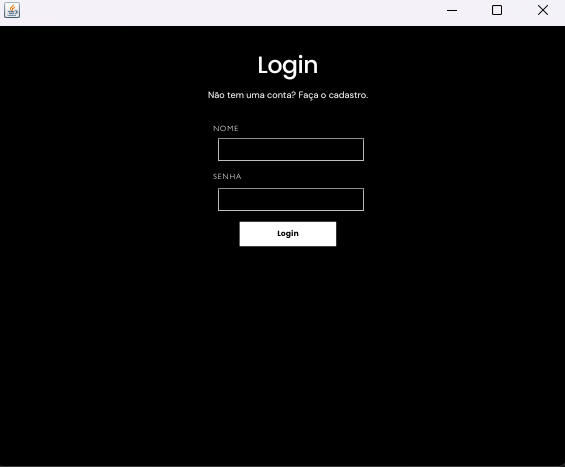 Login
Não tem uma conta? Faça o cadastro.
NOME
SENHA
Login